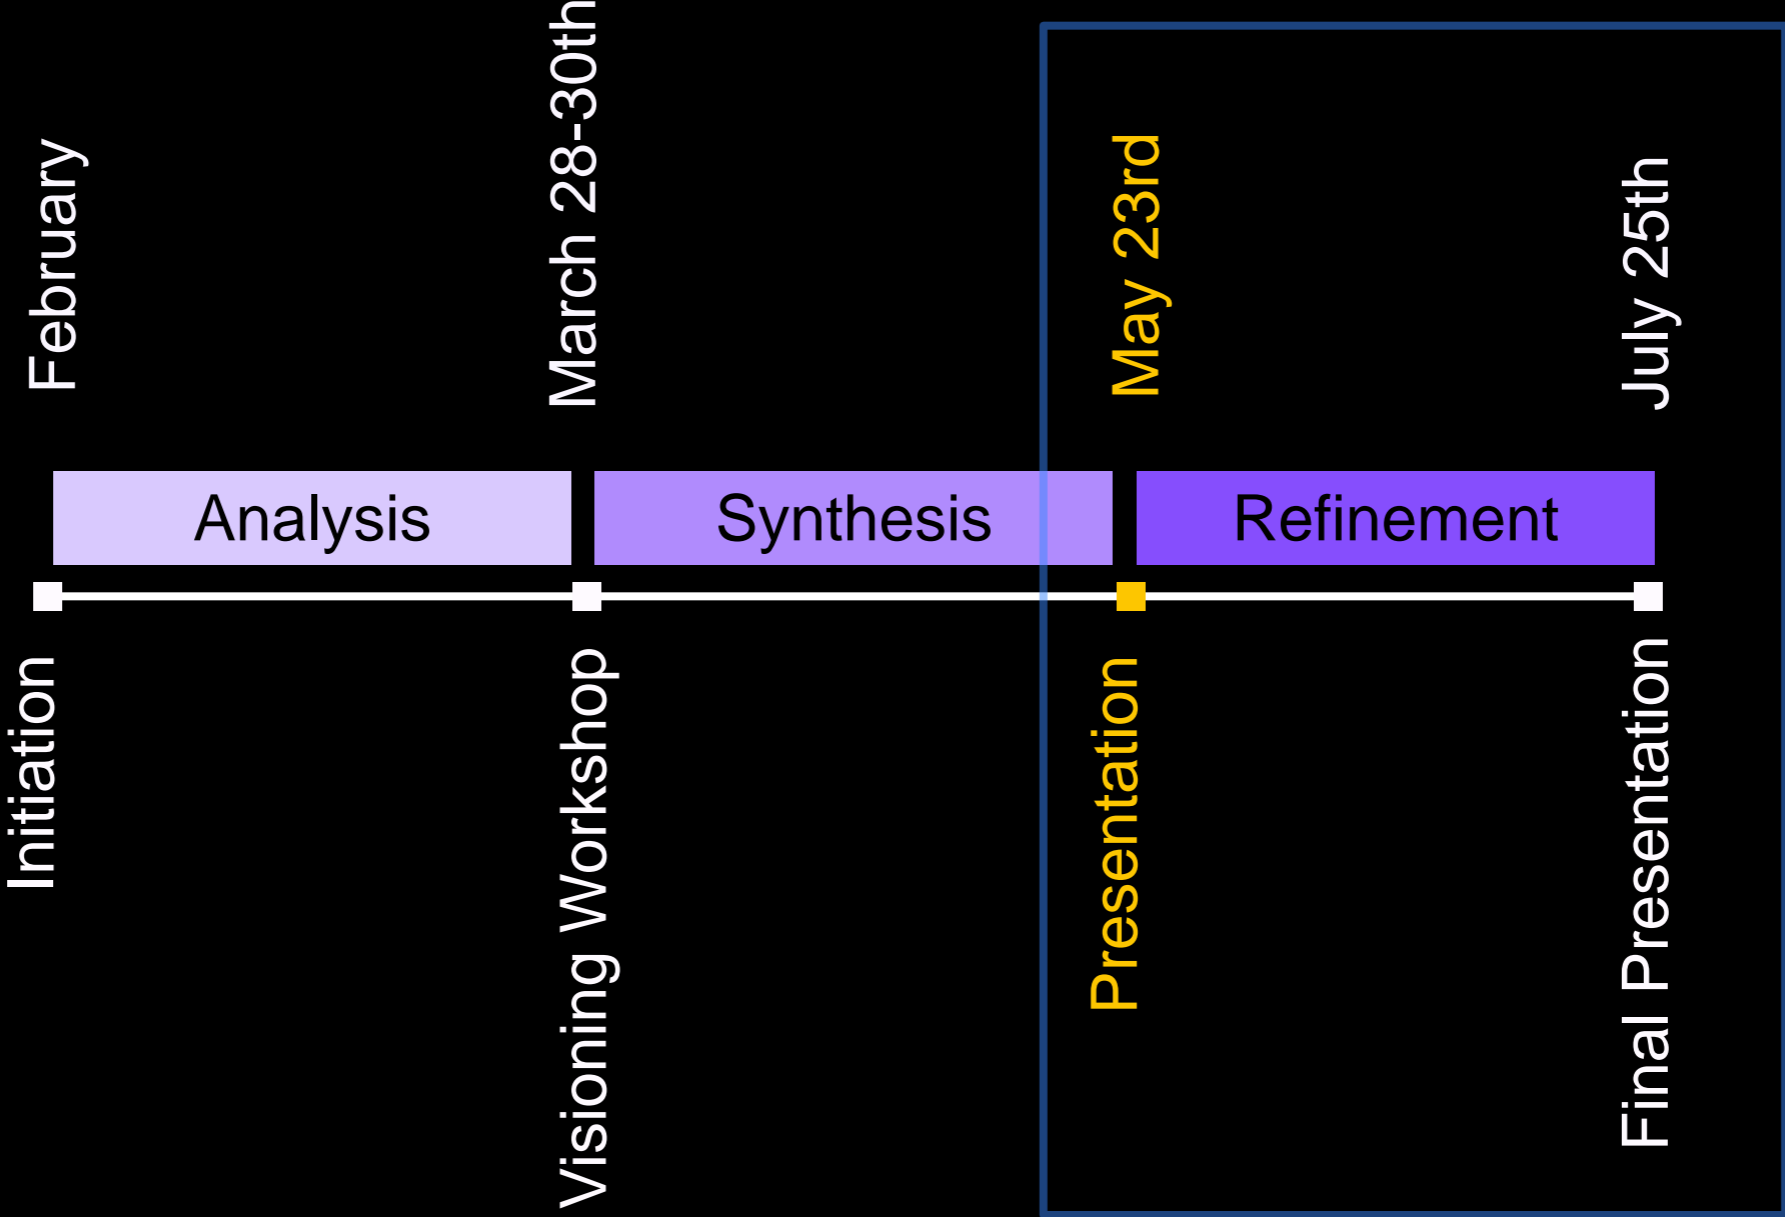 February
March 28-30th
May 23rd
July 25th
Analysis
Synthesis
Refinement
Initiation
Visioning Workshop
Presentation
Final Presentation